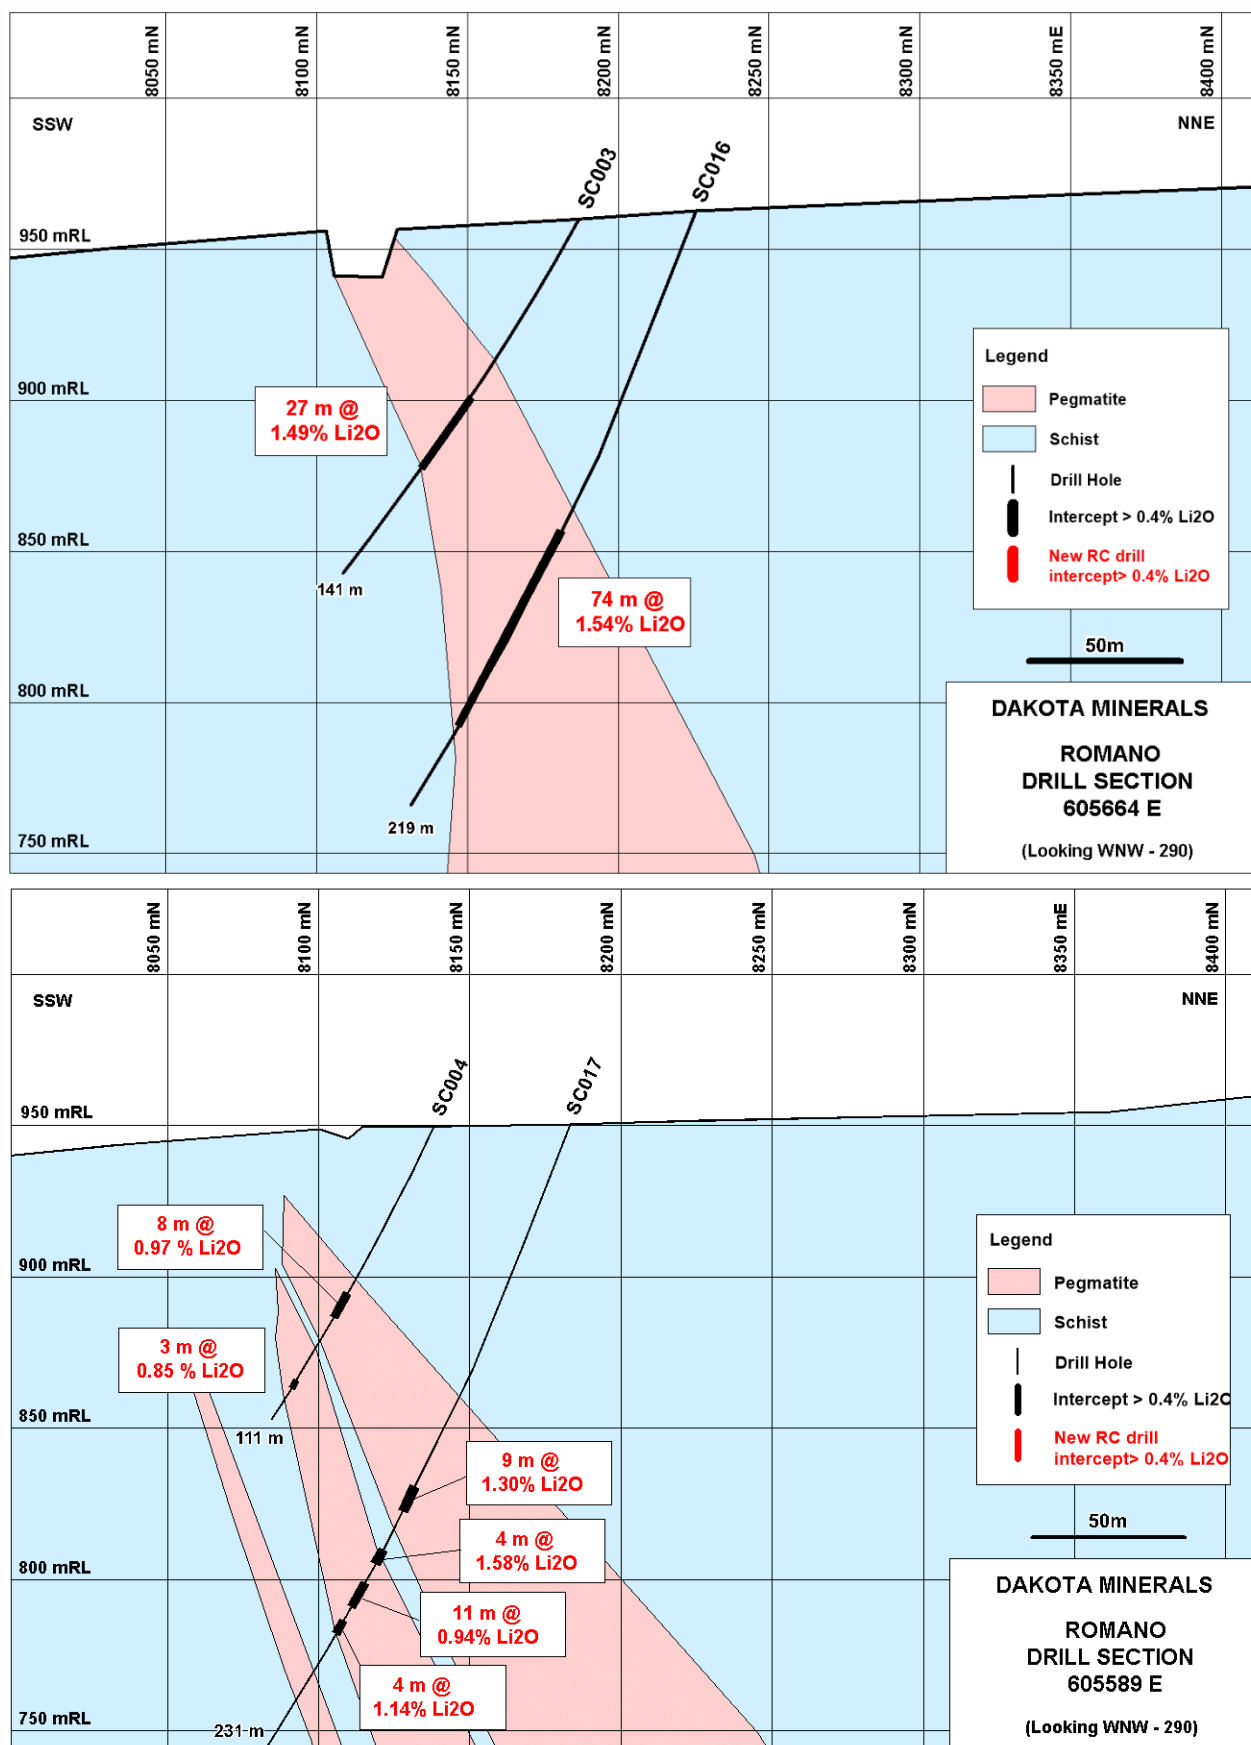 8050 mN
8100 mN
8150 mN
8200 mN
8250 mN
8300 mN
8350 mE
8400 mN
SSW
NNE
SC003
SC016
950 mRL
900 mRL
850 mRL
800 mRL
750 mRL
27 m @
1.49% Li2O
141 m
74 m @
1.54% Li2O
219 m
Legend
Pegmatite
Schist
Drill Hole
Intercept > 0.4% Li2O
New RC drill
intercept> 0.4% Li2O
50m
DAKOTA MINERALS
ROMANO
DRILL SECTION
605664 E
(Looking WNW - 290)
8050 mN
8100 mN
8150 mN
8200 mN
8250 mN
8300 mN
8350 mE
8400 mN
SSW
NNE
SC004
SC017
950 mRL
900 mRL
850 mRL
800 mRL
750 mRL
8 m @
0.97 % Li2O
3 m @
0.85 % Li2O
111 m
9 m @
1.30% Li2O
4 m @
1.58% Li2O
11 m @
0.94% Li2O
4 m @
1.14% Li2O
231 m
Legend
Pegmatite
Schist
Drill Hole
Intercept > 0.4% Li2O
New RC drill
intercept> 0.4% Li2O
50m
DAKOTA MINERALS
ROMANO
DRILL SECTION
605589 E
(Looking WNW - 290)